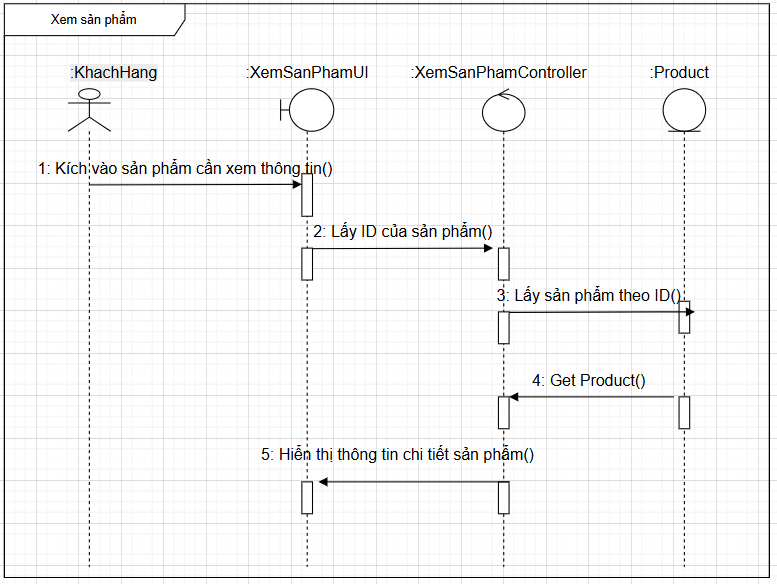 Xem sản phẩm
:KhachHang
:XemSanPhamUI
:XemSanPhamController
:Product
1: Kích vào sản phẩm cần xem thông tin()
2: Lấy ID của sản phẩm()
3: Lấy sản phẩm theo ID()
4: Get Product()
5: Hiển thị thông tin chi tiết sản phẩm()